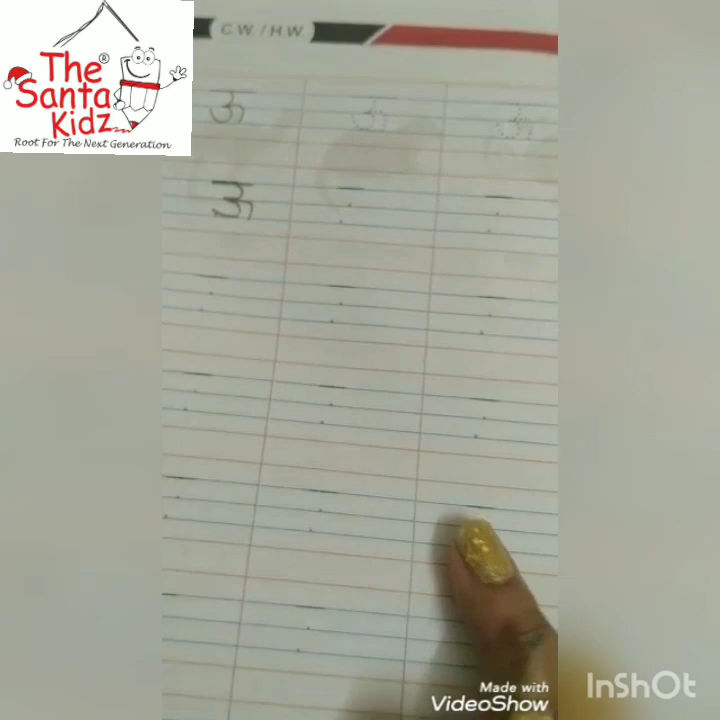 The Santa Kidz
®
Root For The Next Generation
C.W. / H.W.
ऊ ऊ ऊ
ऊ
Made with
VideoShow
InShOt